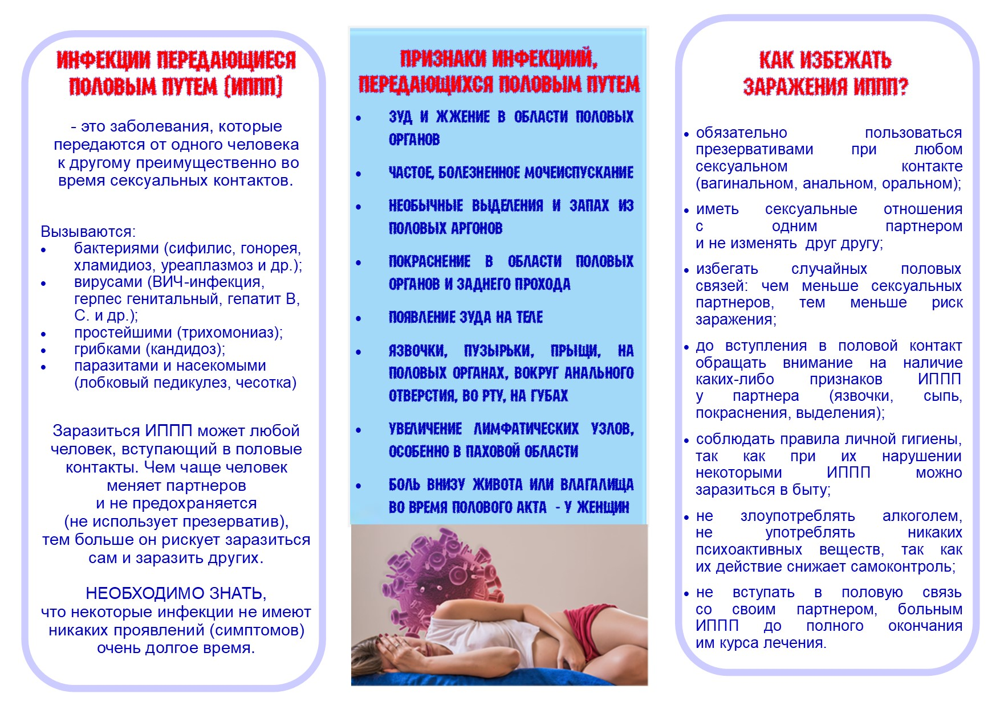 ИНФЕКЦИИ ПЕРЕДАЮЩИЕСЯ
ПОЛОВЫМ ПУТЕМ (ИППП)
- это заболевания, которые
передаются от одного человека
к другому преимущественно во
время сексуальных контактов.
Вызываются:
• бактериями (сифилис, гонорея,
хламидиоз, уреаплазмоз и др.);
• вирусами (ВИЧ-инфекция,
герпес генитальный, гепатит В,
С. и др.);
• простейшими (трихомониаз);
• грибками (кандидоз);
• паразитами и насекомыми
(лобковый педикулез, чесотка)
Заразиться ИППП может любой
человек, вступающий в половые
контакты. Чем чаще человек
меняет партнеров
и не предохраняется
(не использует презерватив),
тем больше он рискует заразиться
сам и заразить других.
НЕОБХОДИМО ЗНАТЬ,
что некоторые инфекции не имеют
никаких проявлений (симптомов)
очень долгое время.
ПРИЗНАКИ ИНФЕКЦИИЙ,
ПЕРЕДАЮЩИХСЯ ПОЛОВЫМ ПУТЕМ
• ЗУД И ЖЖЕНИЕ В ОБЛАСТИ ПОЛОВЫХ
ОРГАНОВ
• ЧАСТОЕ, БОЛЕЗНЕННОЕ МОЧЕИСПУСКАНИЕ
• НЕОБЫЧНЫЕ ВЫДЕЛЕНИЯ И ЗАПАХ ИЗ
ПОЛОВЫХ АРГОНОВ
• ПОКРАСНЕНИЕ В ОБЛАСТИ ПОЛОВЫХ
ОРГАНОВ И ЗАДНЕГО ПРОХОДА
• ПОЯВЛЕНИЕ ЗУДА НА ТЕЛЕ
• ЯЗВОЧКИ, ПУЗЫРЬКИ, ПРЫЩИ, НА
ПОЛОВЫХ ОРГАНАХ, ВОКРУГ АНАЛЬНОГО
ОТВЕРСТИЯ, ВО РТУ, НА ГУБАХ
• УВЕЛИЧЕНИЕ ЛИМФАТИЧЕСКИХ УЗЛОВ,
ОСОБЕННО В ПАХОВОЙ ОБЛАСТИ
• БОЛЬ ВНИЗУ ЖИВОТА ИЛИ ВЛАГАЛИЩА
ВО ВРЕМЯ ПОЛОВОГО АКТА - У ЖЕНЩИН
КАК ИЗБЕЖАТЬ
ЗАРАЖЕНИЯ ИППП?
• обязательно пользоваться
презервативами при любом
сексуальном контакте
(вагинальном, анальном, оральном);
• иметь сексуальные отношения
с одним партнером
и не изменять друг другу;
• избегать случайных половых
связей: чем меньше сексуальных
партнеров, тем меньше риск
заражения;
• до вступления в половой контакт
обращать внимание на наличие
каких-либо признаков ИППП
у партнера (язвочки, сыпь,
покраснения, выделения);
• соблюдать правила личной гигиены,
так как при их нарушении
некоторыми ИППП можно
заразиться в быту;
• не злоупотреблять алкоголем,
не употреблять никаких
психоактивных веществ, так как
их действие снижает самоконтроль;
• не вступать в половую связь
со своим партнером, больным
ИППП до полного окончания
им курса лечения.